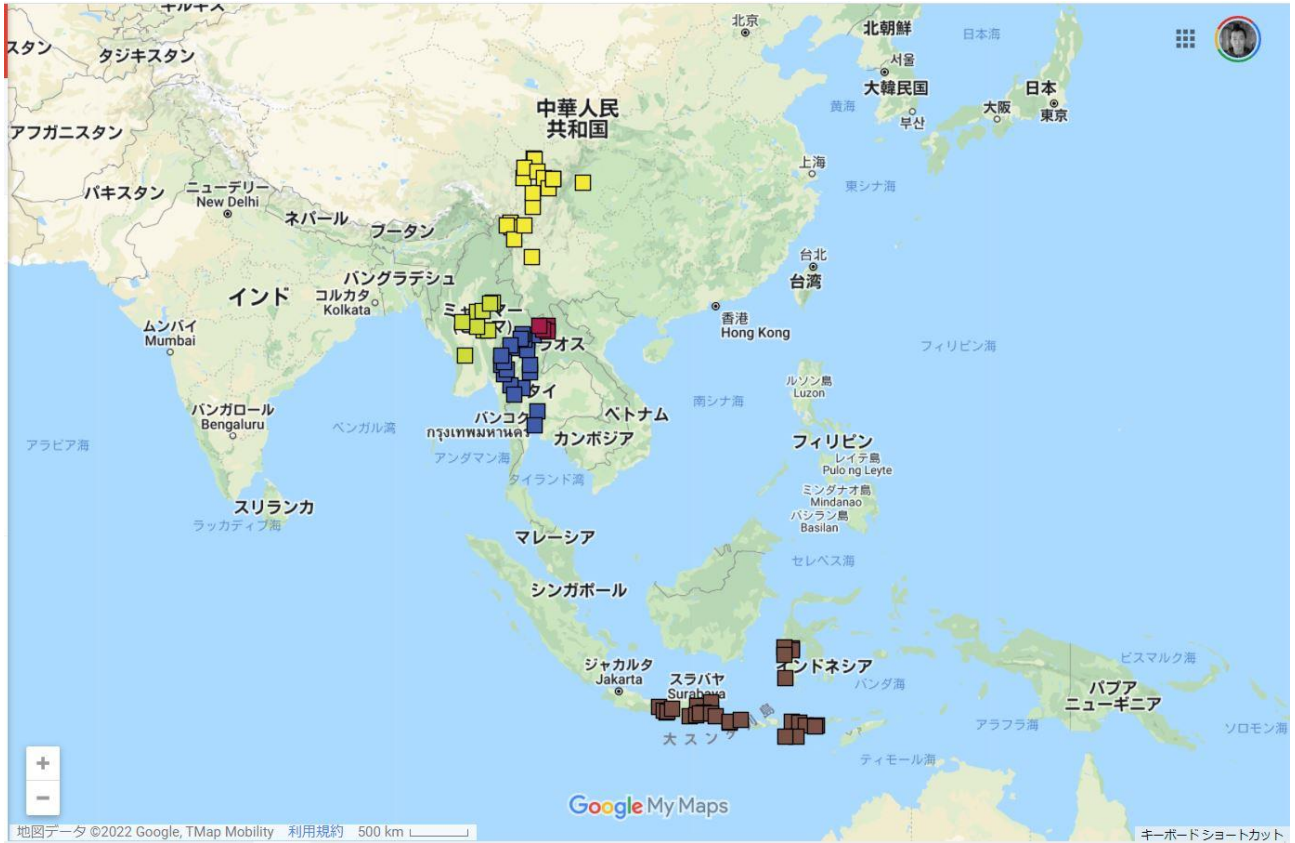 キルギス
スタン
タジキスタン
アフガニスタン
パキスタン
ニューデリー
New Delhi
ネパール
ブータン
バングラデシュ
インド
コルカタ
Kolkata
ムンバイ
Mumbai
バンガロール
Bengaluru
アラビア海
ベンガル湾
スリランカ
ラッカディブ海
中華人民
共和国
北京
北朝鮮
서울
大韓民国
부산
日本海
日本
東京
大阪
黄海
上海
東シナ海
台北
台湾
香港
Hong Kong
フィリピン海
ラオス
タイ
バンコク
กรุงเทพมหานคร
ベトナム
カンボジア
アンダマン海
タイランド湾
南シナ海
ルソン島
Luzon
フィリピン
レイテ島
Pulo ng Leyte
ミンダナオ島
Mindanao
バシラン島
Basilan
セレベス海
マレーシア
シンガポール
ジャカルタ
Jakarta
スラバヤ
Surabaya
インドネシア
バンダ海
ティモール海
アラフラ海
パプア
ニューギニア
ビスマルク海
ソロモン海
+
−
Google My Maps
地図データ ©2022 Google, TMap Mobility 利用規約 500 km
キーボード ショートカット